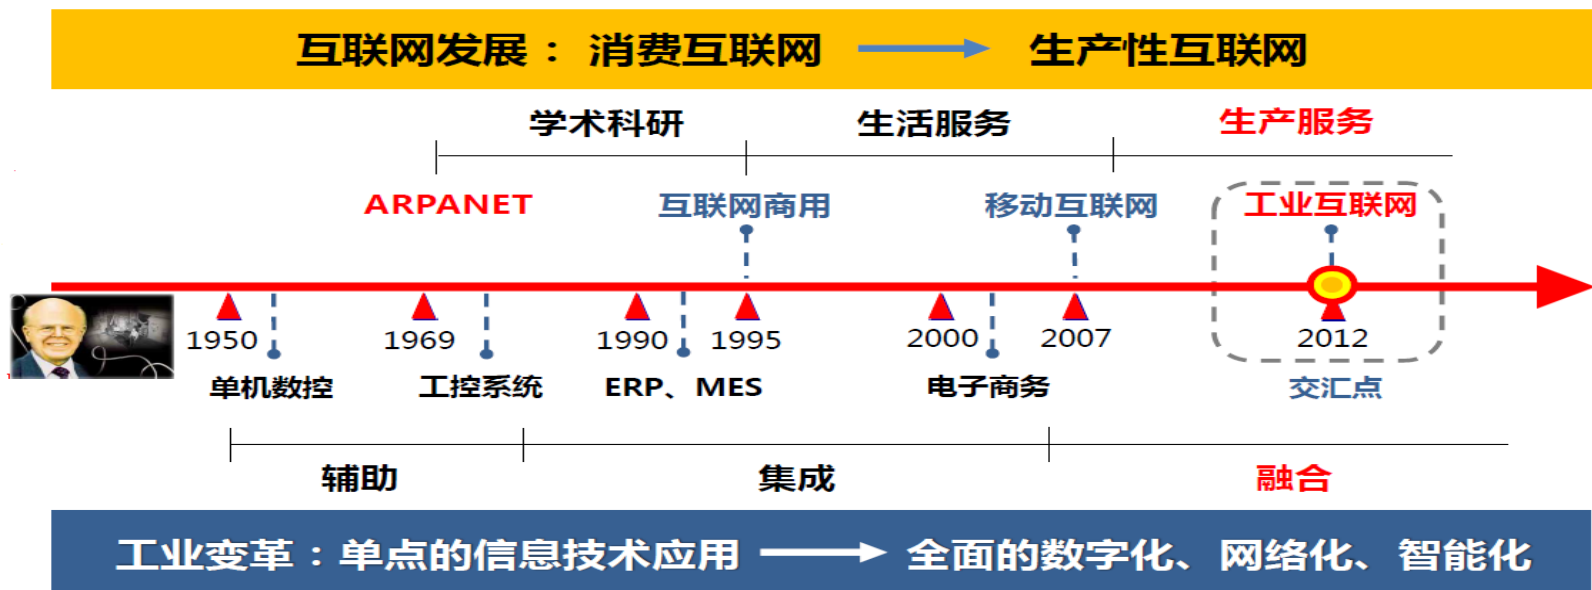 互联网发展： 消费互联网 生产性互联网
学术科研 生活服务 生产服务
ARPANET 互联网商用 移动互联网 工业互联网
1950 1969 1990 1995 2000 2007 2012
单机数控 工控系统 ERP、MES 电子商务 交汇点
辅助 集成 融合
工业变革：单点的信息技术应用 全面的数字化、网络化、智能化